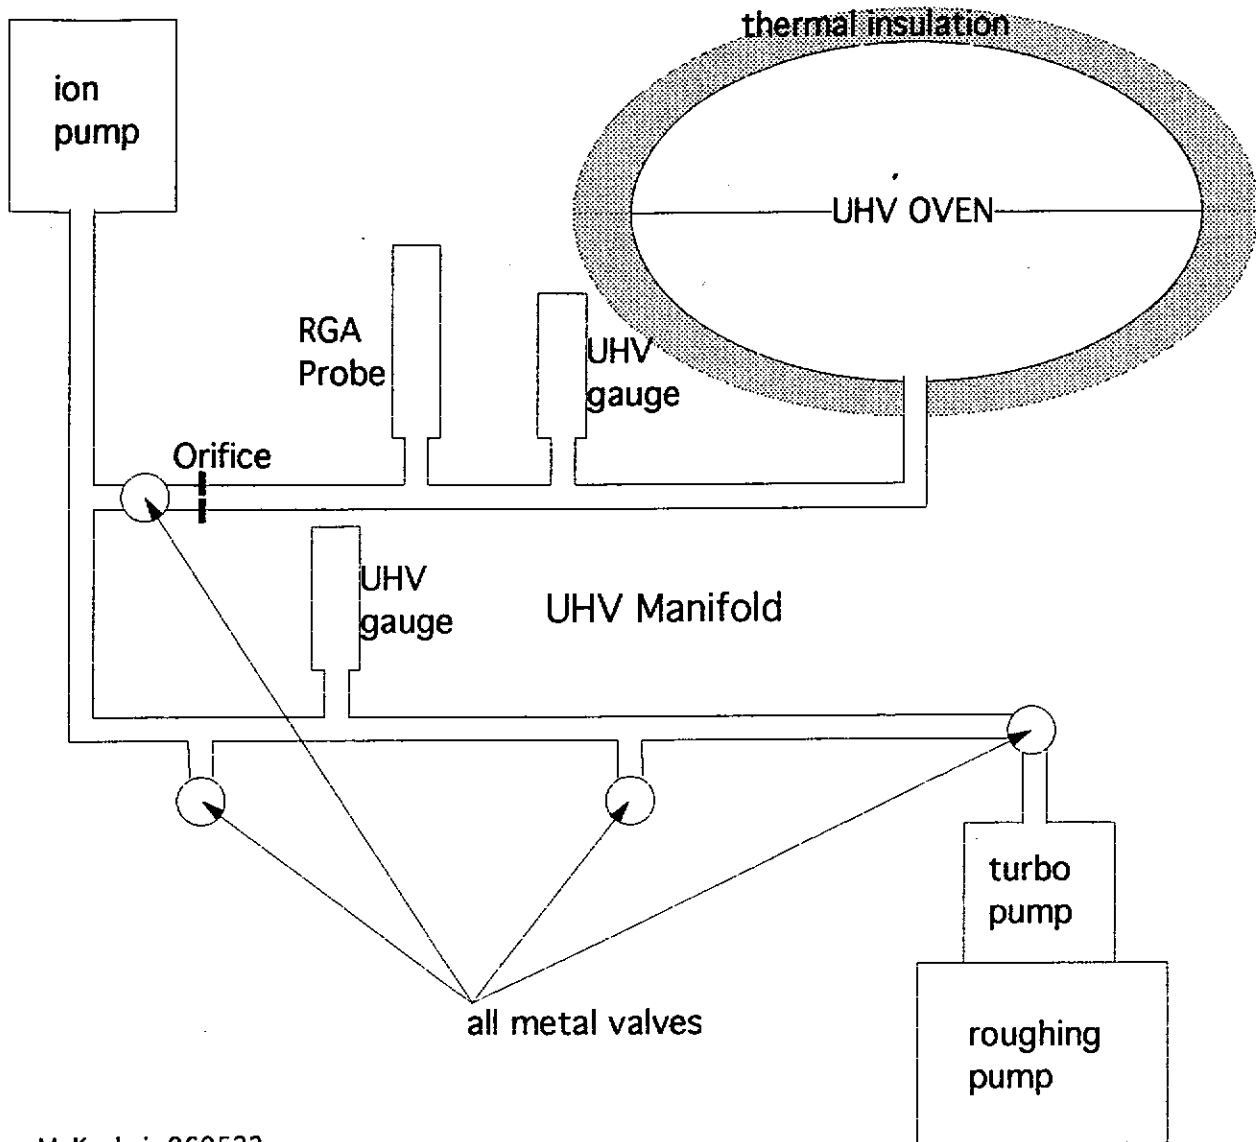 thermal insulation
ion
pump
UHV OVEN
RGA
Probe
UHV
gauge
Orifice
UHV
gauge
UHV Manifold
turbo
pump
all metal valves
roughing
pump